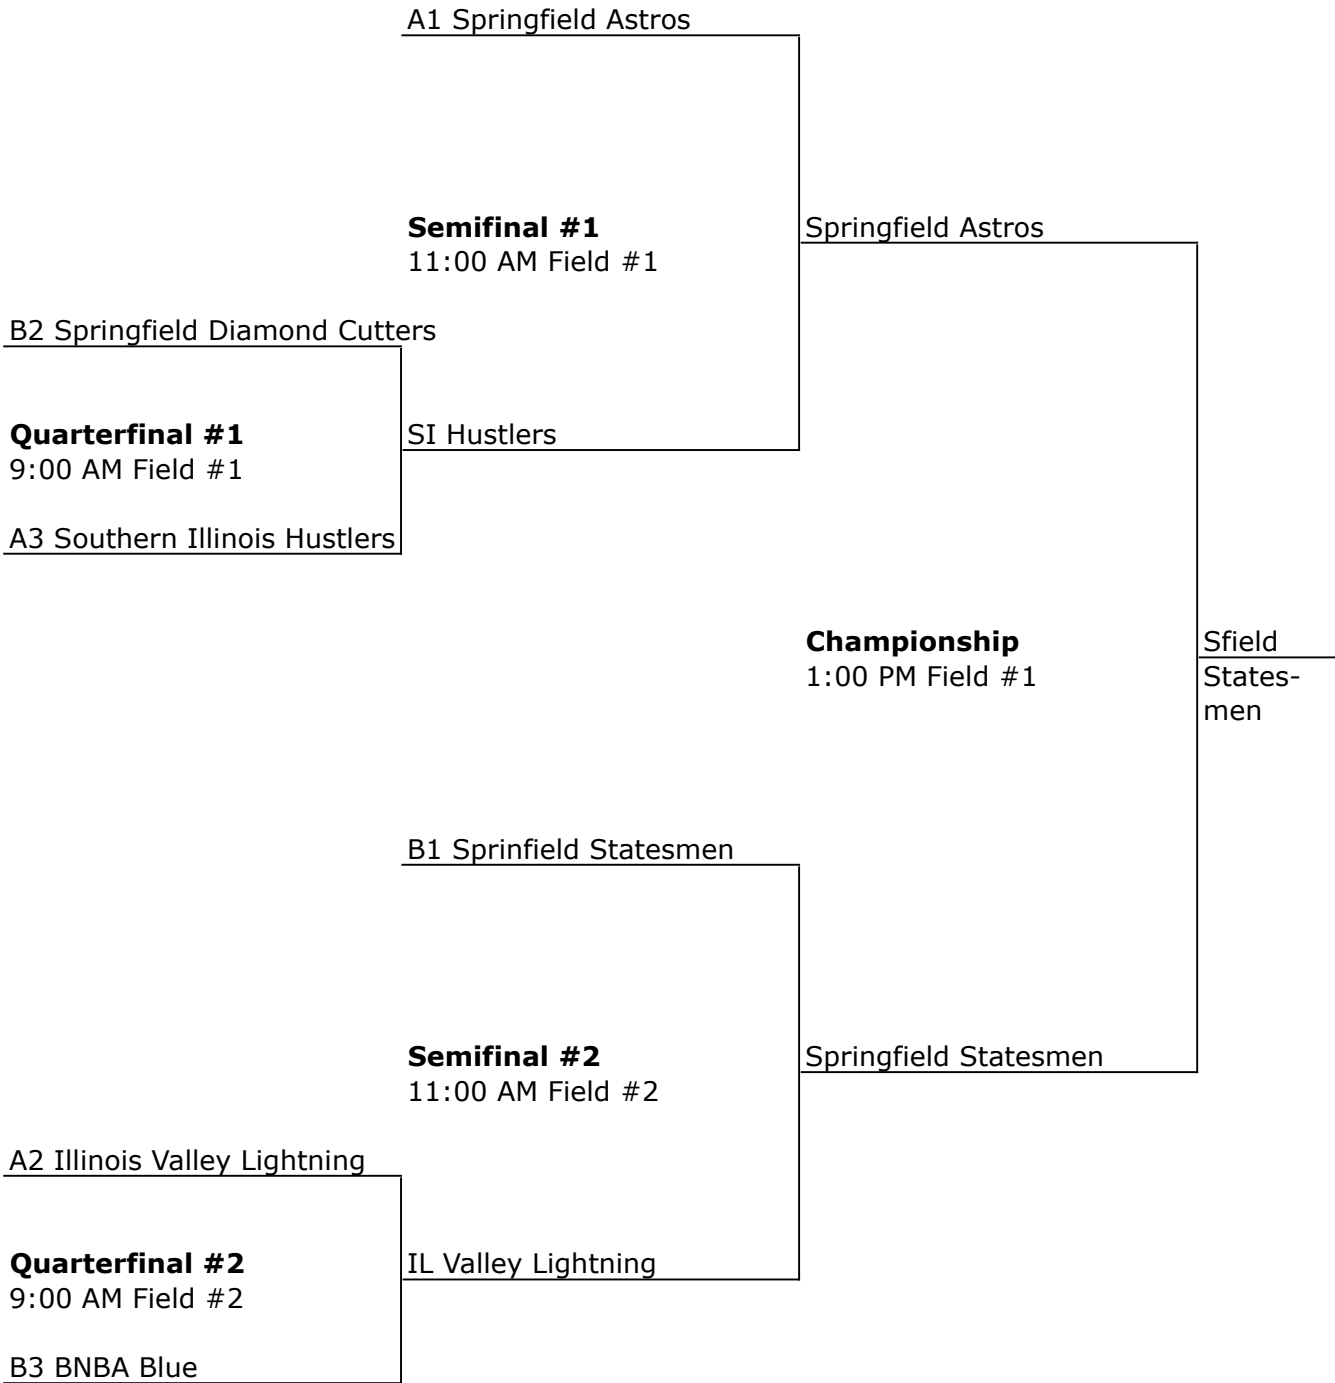 A1 Springfield Astros
Semifinal #1
11:00 AM Field #1
Springfield Astros
B2 Springfield Diamond Cutters
Quarterfinal #1
9:00 AM Field #1
SI Hustlers
A3 Southern Illinois Hustlers
Championship
1:00 PM Field #1
Sfield
States-
men
B1 Sprinfield Statesmen
Semifinal #2
11:00 AM Field #2
Springfield Statesmen
A2 Illinois Valley Lightning
Quarterfinal #2
9:00 AM Field #2
IL Valley Lightning
B3 BNBA Blue